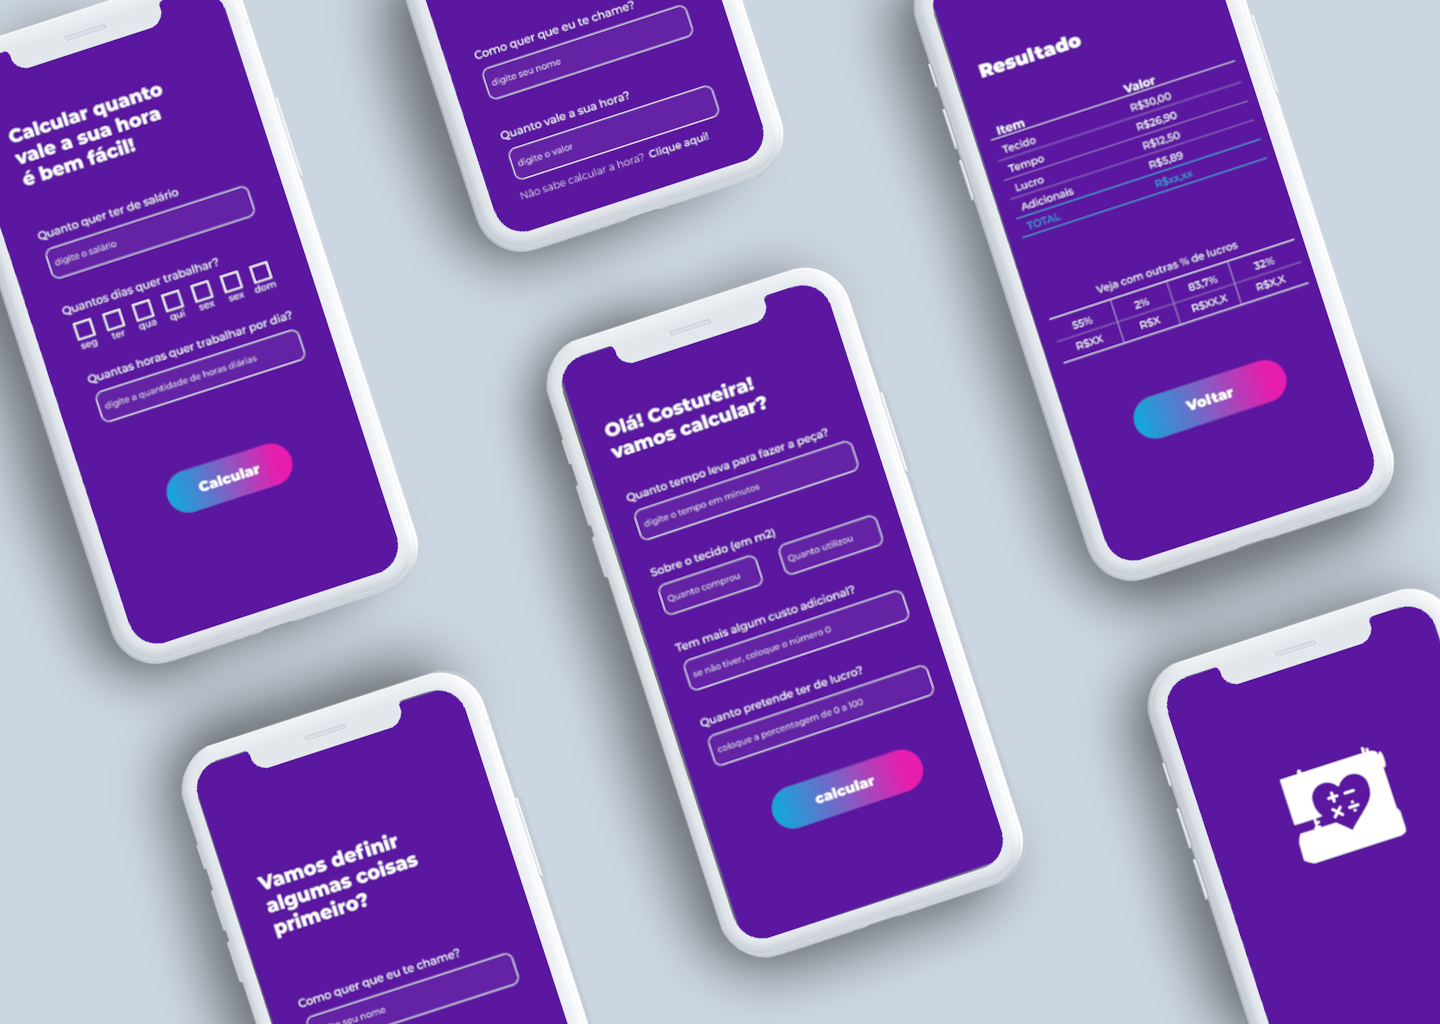 Calcular quanto
vale a sua hora
é bem fácil!
Quanto quer ter de salário
digite o salário
Quantos dias quer trabalhar?
seg ter qua qui sex sex dom
Quantas horas quer trabalhar por dia?
digite a quantidade de horas diárias
Calcular
Como quer que eu te chame?
digite seu nome
Quanto vale a sua hora?
digite o valor
Não sabe calcular a hora? Clique aqui!
Resultado
Item Valor
Tecido R$30,00
Tempo R$26,90
Lucro R$12,50
Adicionais R$5,89
TOTAL R$xx,xx
Veja com outras % de lucros
55% 2% 83,7% 32%
R$XX R$X R$XX,X R$X,X
Voltar
Olá! Costureira!
vamos calcular?
Quanto tempo leva para fazer a peça?
digite o tempo em minutos
Sobre o tecido (em m2)
Quanto comprou Quanto utilizou
Tem mais algum custo adicional?
se não tiver, coloque o número 0
Quanto pretende ter de lucro?
coloque a porcentagem de 0 a 100
calcular
Vamos definir
algumas coisas
primeiro?
Como quer que eu te chame?
seu nome